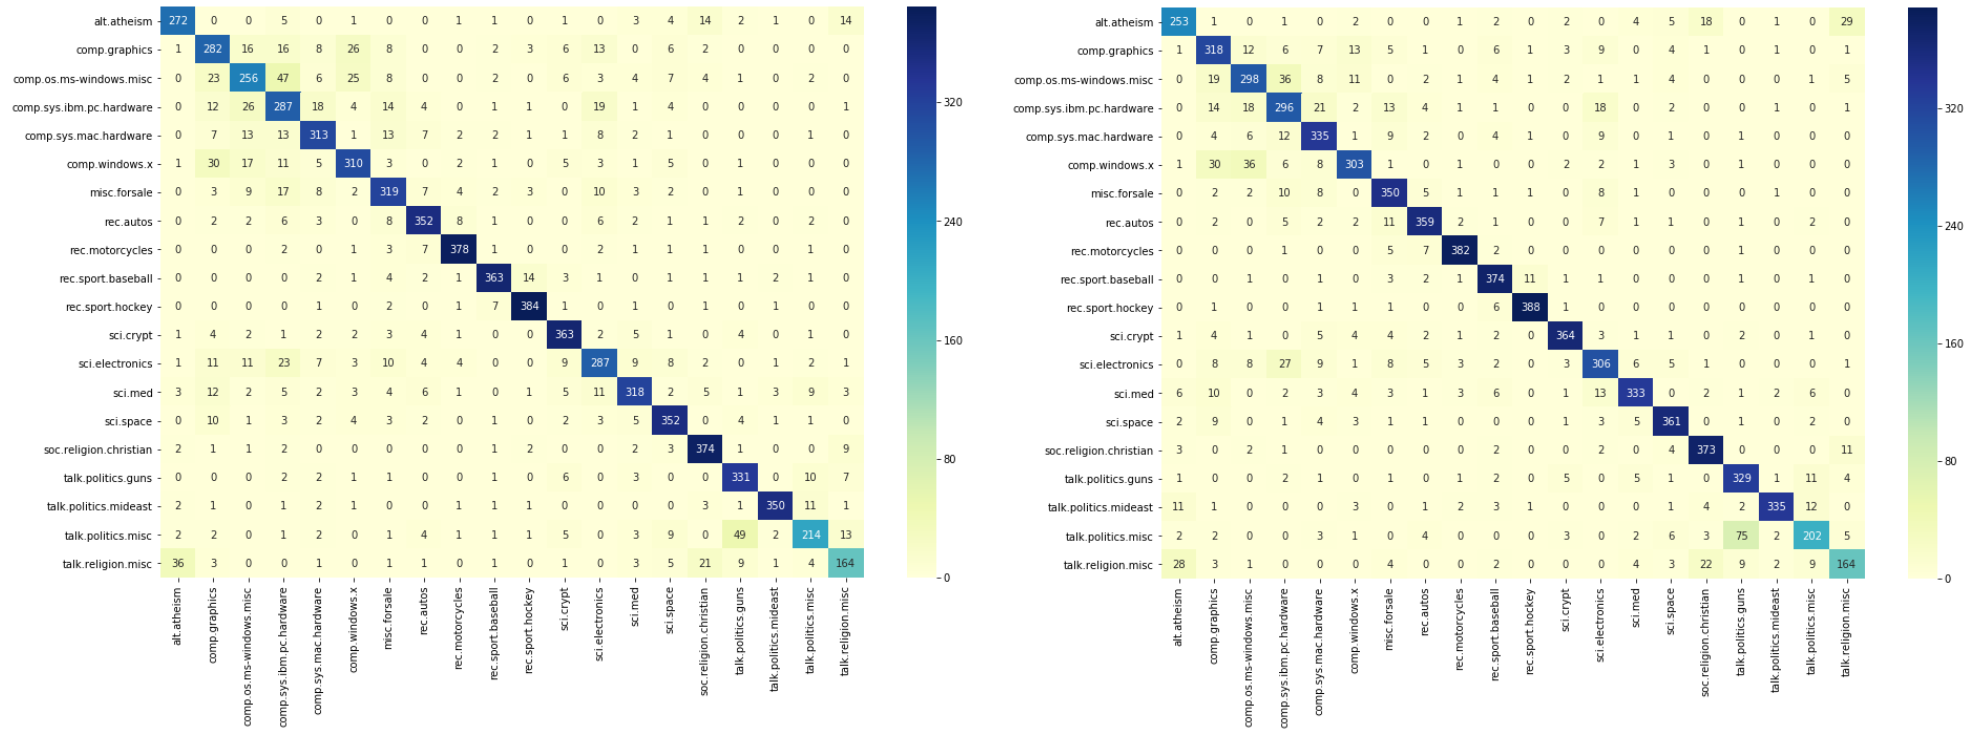 alt.atheism 272 0 0 5 0 1 0 0 1 1 0 1 0 3 4 14 2 1 0 14
comp.graphics 1 282 16 16 8 26 8 0 0 2 3 6 13 0 6 2 0 0 0 0
comp.os.ms-windows.misc 0 23 256 47 6 25 8 0 0 2 0 6 3 4 7 4 1 0 2 0
comp.sys.ibm.pc.hardware 0 12 26 287 18 4 14 4 0 1 1 0 19 1 4 0 0 0 0 1
comp.sys.mac.hardware 0 7 13 13 313 1 13 7 2 2 1 1 8 2 1 0 0 0 0 0
comp.windows.x 1 30 17 11 5 310 3 0 2 1 0 5 3 1 5 0 1 0 0 0
misc.forsale 0 3 9 17 8 2 319 7 4 2 3 0 10 3 2 0 1 0 0 0
rec.autos 0 2 2 6 3 0 8 352 8 1 0 0 6 2 1 1 2 0 2 0
rec.motorcycles 0 0 0 2 0 1 3 7 378 1 0 0 2 1 1 1 0 0 1 0
rec.sport.baseball 0 0 0 0 2 1 4 2 1 363 14 3 1 0 1 1 1 2 1 0
rec.sport.hockey 0 0 0 0 1 0 2 0 1 7 384 1 0 1 0 1 1 0 0 0
sci.crypt 1 4 2 1 2 2 3 4 1 0 0 363 2 5 1 0 4 0 1 0
sci.electronics 1 11 11 23 7 3 10 4 4 0 0 9 287 9 8 2 0 1 2 1
sci.med 3 12 2 5 2 3 4 6 1 0 1 5 11 318 2 5 1 3 9 3
sci.space 0 10 1 3 2 4 3 2 0 1 0 2 3 5 352 0 4 1 1 0
soc.religion.christian 2 1 1 2 0 0 0 0 0 1 2 0 0 2 3 374 1 0 0 9
talk.politics.guns 0 0 0 2 2 1 1 0 1 0 0 6 0 3 0 0 331 0 10 7
talk.politics.mideast 2 1 0 1 2 1 0 1 1 1 0 0 0 0 0 3 1 350 11 1
talk.politics.misc 2 2 0 1 2 0 1 4 1 1 1 5 0 3 9 0 49 2 214 13
talk.religion.misc 36 3 0 0 1 0 1 1 0 1 0 1 0 3 5 21 9 1 4 164
alt.atheism
comp.graphics
comp.os.ms-windows.misc
comp.sys.ibm.pc.hardware
comp.sys.mac.hardware
comp.windows.x
misc.forsale
rec.autos
rec.motorcycles
rec.sport.baseball
rec.sport.hockey
sci.crypt
sci.electronics
sci.med
sci.space
soc.religion.christian
talk.politics.guns
talk.politics.mideast
talk.politics.misc
talk.religion.misc
320
240
160
80
0
alt.atheism 253 1 0 1 0 2 0 0 1 2 0 2 0 4 5 18 0 1 0 29
comp.graphics 1 318 12 6 7 13 5 1 0 6 1 3 9 0 4 1 0 1 0 1
comp.os.ms-windows.misc 0 19 298 36 8 11 0 2 1 4 1 2 1 1 4 0 0 0 1 5
comp.sys.ibm.pc.hardware 0 14 18 296 21 2 13 4 1 1 0 0 18 0 2 0 0 1 0 1
comp.sys.mac.hardware 0 4 6 12 335 1 9 2 0 4 1 0 9 0 1 0 1 0 0 0
comp.windows.x 1 30 36 6 8 303 1 0 1 0 0 2 2 1 3 0 1 0 0 0
misc.forsale 0 2 2 10 8 0 350 5 1 1 1 0 8 0 0 1 0 0 1 0
rec.autos 0 2 0 5 2 2 11 359 2 1 0 0 7 0 1 0 1 0 2 0
rec.motorcycles 0 0 0 1 0 0 5 7 382 2 0 0 0 0 0 0 1 0 0 0
rec.sport.baseball 0 0 1 0 1 0 3 2 1 374 11 1 1 0 0 1 0 0 1 0
rec.sport.hockey 0 1 0 0 1 1 1 0 0 6 388 1 0 0 0 0 0 0 0 0
sci.crypt 1 4 1 0 5 4 4 2 1 2 0 364 3 1 1 0 2 0 1 0
sci.electronics 0 8 8 27 9 1 8 5 3 2 0 3 306 6 5 1 0 0 0 1
sci.med 6 10 0 2 3 4 3 1 3 6 0 1 13 333 0 2 1 2 6 0
sci.space 2 9 0 1 4 3 1 1 0 0 0 1 3 5 361 0 1 0 2 0
soc.religion.christian 3 0 2 1 0 0 0 0 0 2 0 0 2 0 4 373 0 0 0 11
talk.politics.guns 1 0 0 2 1 0 1 0 1 2 0 5 0 5 1 0 329 1 11 4
talk.politics.mideast 11 1 0 0 0 3 0 1 2 3 1 0 0 0 1 4 2 335 12 0
talk.politics.misc 2 2 0 0 3 1 0 4 0 0 0 3 0 2 6 3 75 2 202 5
talk.religion.misc 28 3 1 0 0 0 4 0 0 2 0 0 0 4 3 22 9 2 9 164
alt.atheism
comp.graphics
comp.os.ms-windows.misc
comp.sys.ibm.pc.hardware
comp.sys.mac.hardware
comp.windows.x
misc.forsale
rec.autos
rec.motorcycles
rec.sport.baseball
rec.sport.hockey
sci.crypt
sci.electronics
sci.med
sci.space
soc.religion.christian
talk.politics.guns
talk.politics.mideast
talk.politics.misc
talk.religion.misc
320
240
160
80
0